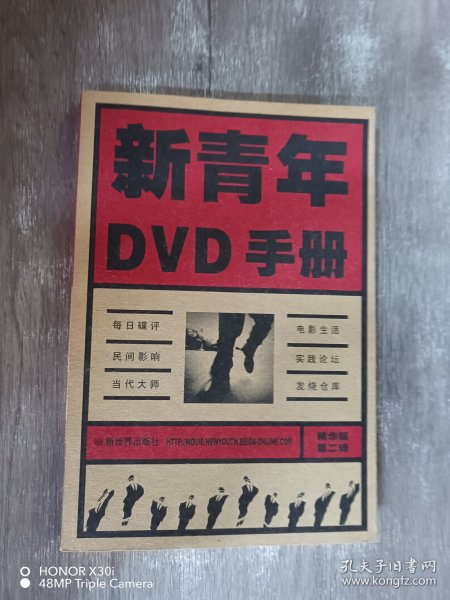 新青年
DVD 手册
每日碟评
民间影响
当代大师
电影生活
实践论坛
发烧仓库
新世界出版社 HTTP://MOVIE.NEWYOUTH.BEIDA-ONLINE.COM
精华版
第二辑
HONOR X30i
48MP Triple Camera
孔夫子旧书网
www.kongfz.com